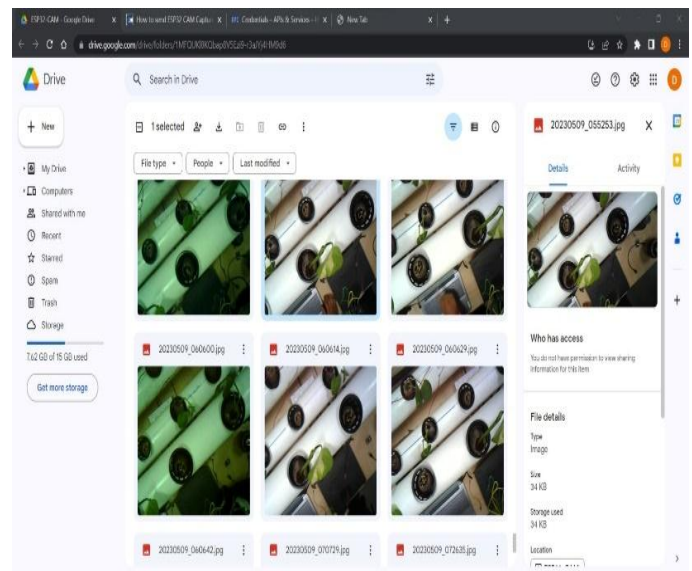 ESP32-CAM - Google Drive
How to send ESP32 CAM Captur
Credentials - APIs & Services -
New Tab
drive.google.com/drive/folders/
Drive
Search in Drive
New
1 selected
20230509_055253.jpg
My Drive
File type
People
Last modified
Details
Activity
Computers
Shared with me
Recent
Starred
Spam
Trash
Storage
7.62 GB of 15 GB used
Get more storage
20230509_060600.jpg
20230509_060614.jpg
20230509_060629.jpg
Who has access
You do not have permission to view sharing
information for this item
File details
Type
Image
Size
34 KB
Storage used
34 KB
Location
20230509_060642.jpg
20230509_070729.jpg
20230509_072635.jpg